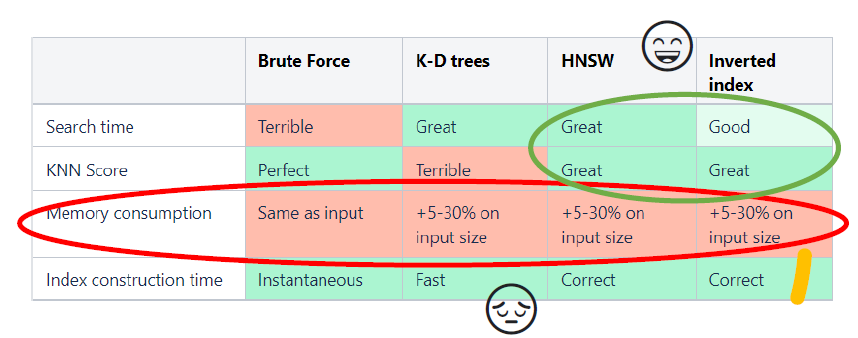 Brute Force K-D trees HNSW Inverted
index
Search time Terrible Great Great Good
KNN Score Perfect Terrible Great Great
Memory consumption Same as input +5-30% on +5-30% on +5-30% on
input size input size input size
Index construction time Instantaneous Fast Correct Correct